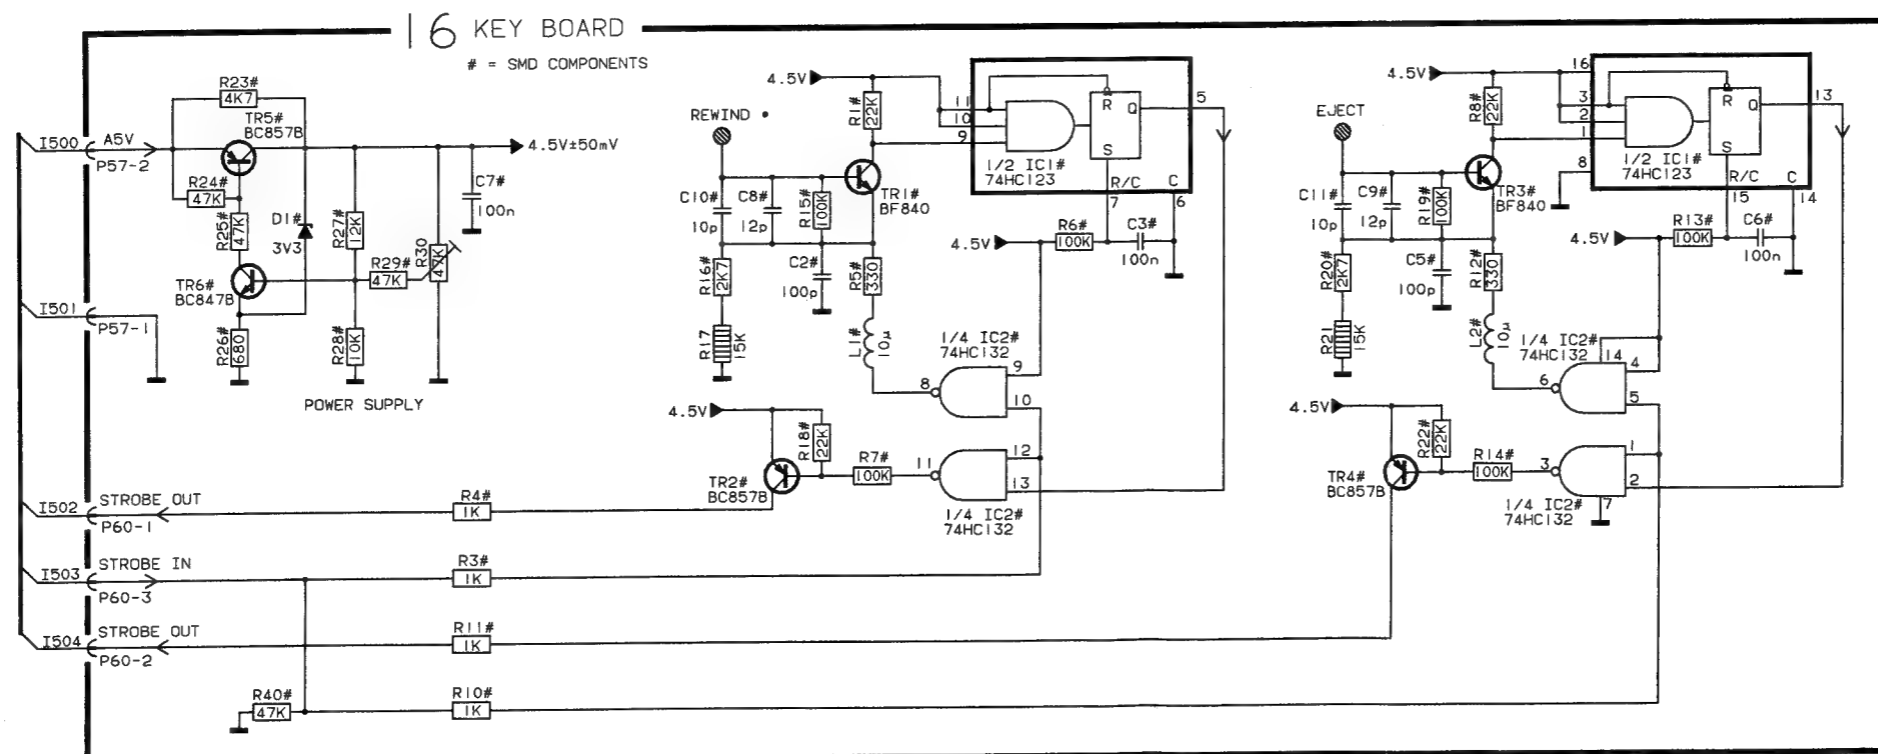 16 KEY BOARD
# = SMD COMPONENTS
R23#
4K7
TR5#
BC857B
I500
A5V
P57-2
4.5V±50mV
R24#
47K
R25#
47K
D1#
3V3
R27#
12K
C7#
100n
R29#
47K
R30
47K
TR6#
BC847B
I501
P57-1
R26#
680
R28#
10K
POWER SUPPLY
REWIND
4.5V
R1#
22K
11
10
9
R
Q
S
5
1/2 IC1#
74HC123
R/C
C
7
6
TR1#
BF840
C10#
10p
C8#
12p
R15#
100K
4.5V
R6#
100K
C3#
100n
R16#
2K7
C2#
100p
R5#
330
R17
15K
L1#
10µ
1/4 IC2#
74HC132
8
9
10
4.5V
R18#
22K
TR2#
BC857B
R7#
100K
11
12
13
1/4 IC2#
74HC132
EJECT
4.5V
R8#
22K
16
3
2
1
8
R
Q
S
13
1/2 IC1#
74HC123
R/C
C
15
14
TR3#
BF840
C11#
10p
C9#
12p
R19#
100K
4.5V
R13#
100K
C6#
100n
R20#
2K7
C5#
100p
R12#
330
R21
15K
L2#
10µ
1/4 IC2#
74HC132
14
6
4
5
4.5V
R22#
22K
TR4#
BC857B
R14#
100K
3
1
2
7
1/4 IC2#
74HC132
I502
STROBE OUT
P60-1
R4#
1K
I503
STROBE IN
P60-3
R3#
1K
I504
STROBE OUT
P60-2
R11#
1K
R40#
47K
R10#
1K